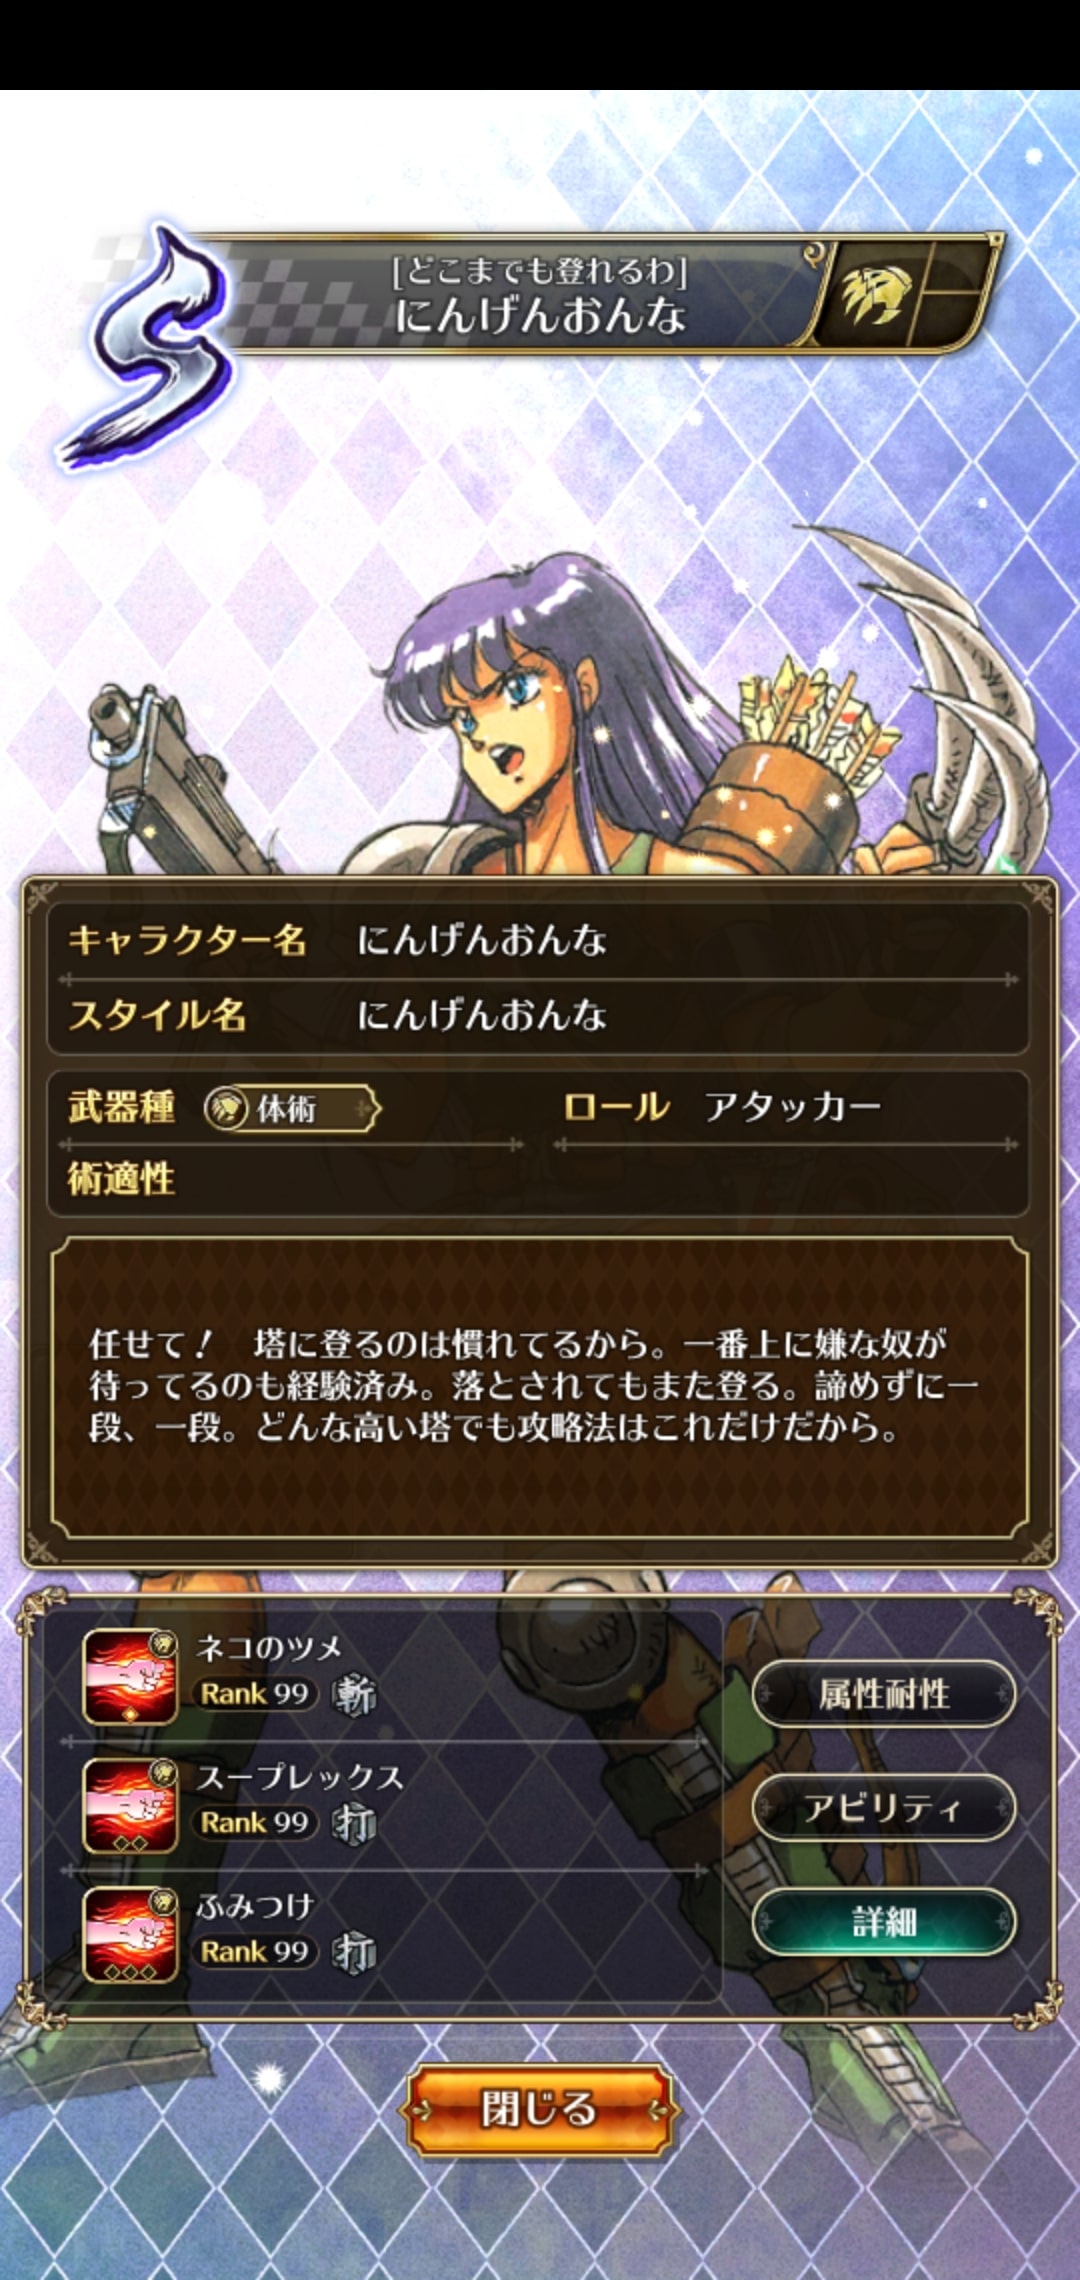 S
[どこまでも登れるわ]
にんげんおんな
キャラクター名 にんげんおんな
スタイル名 にんげんおんな
武器種 体術 ロール アタッカー
術適性
任せて！ 塔に登るのは慣れてるから。一番上に嫌な奴が
待ってるのも経験済み。落とされてもまた登る。諦めずに一
段、一段。どんな高い塔でも攻略法はこれだけだから。
ネコのツメ
Rank 99 斬
スープレックス
Rank 99 打
ふみつけ
Rank 99 打
属性耐性
アビリティ
詳細
閉じる